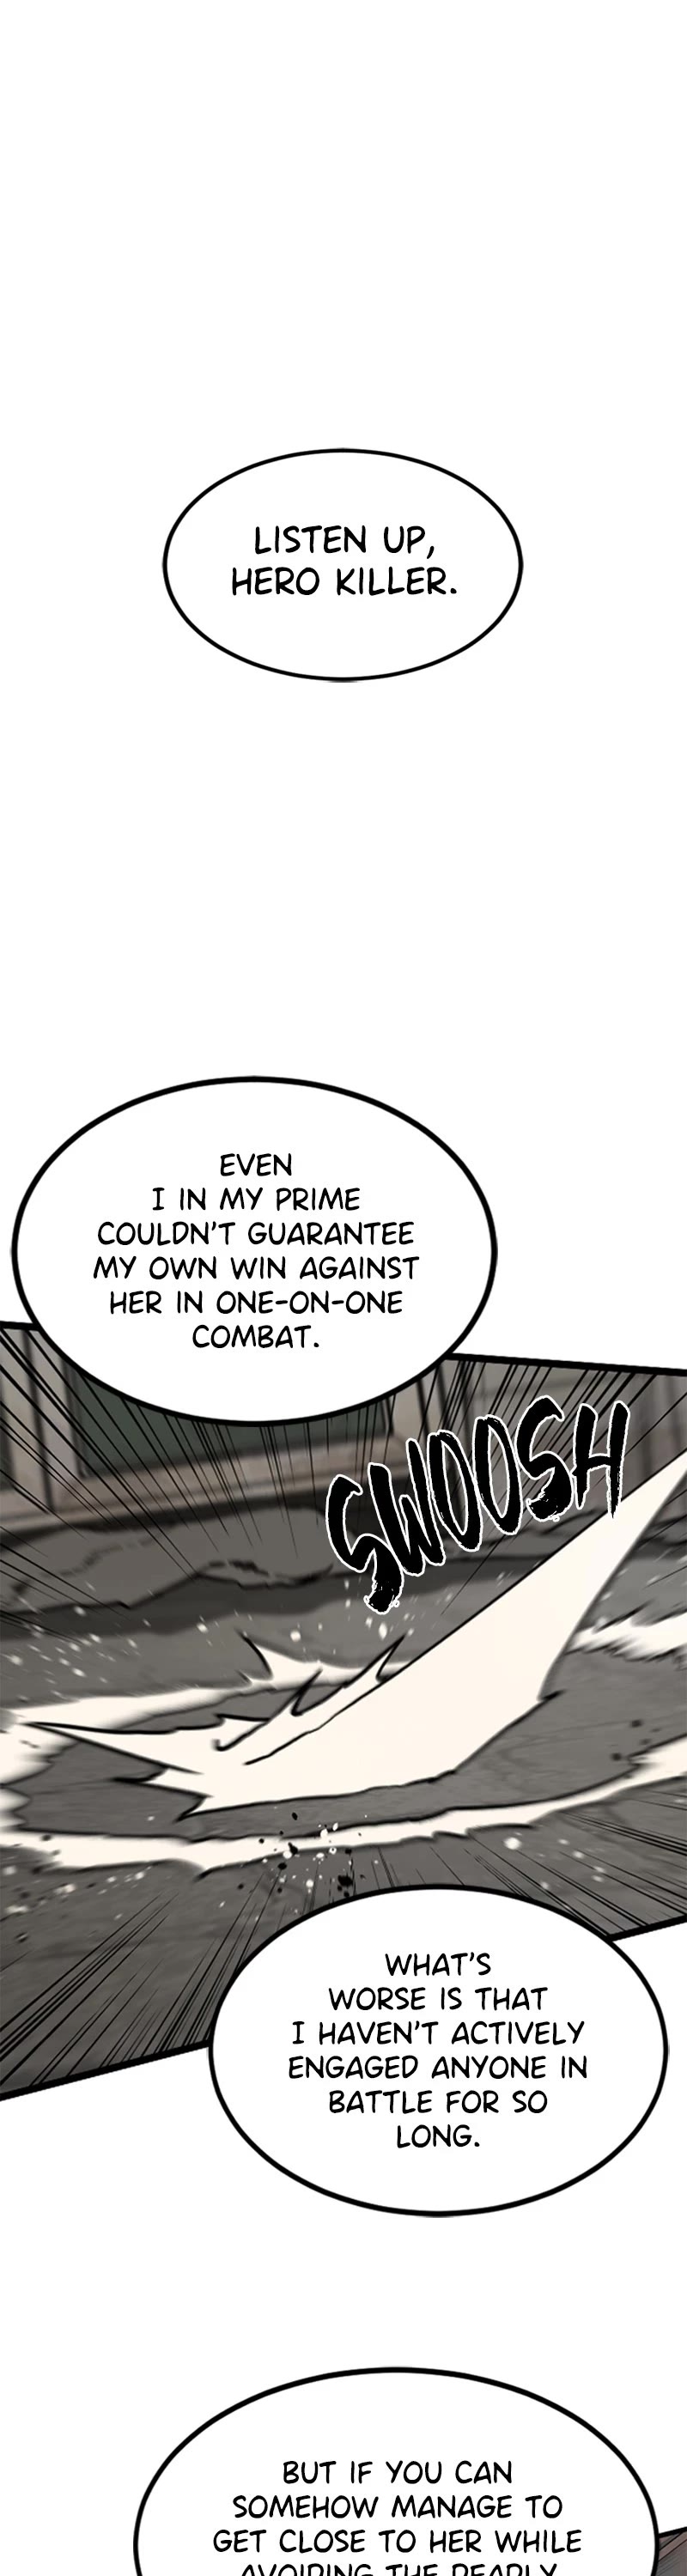 LISTEN UP,
HERO KILLER.
EVEN
I IN MY PRIME
COULDN'T GUARANTEE
MY OWN WIN AGAINST
HER IN ONE-ON-ONE
COMBAT.
SWOOSH
WHAT'S
WORSE IS THAT
I HAVEN'T ACTIVELY
ENGAGED ANYONE IN
BATTLE FOR SO
LONG.
BUT IF YOU CAN
SOMEHOW MANAGE TO
GET CLOSE TO HER WHILE
AVOIDING THE